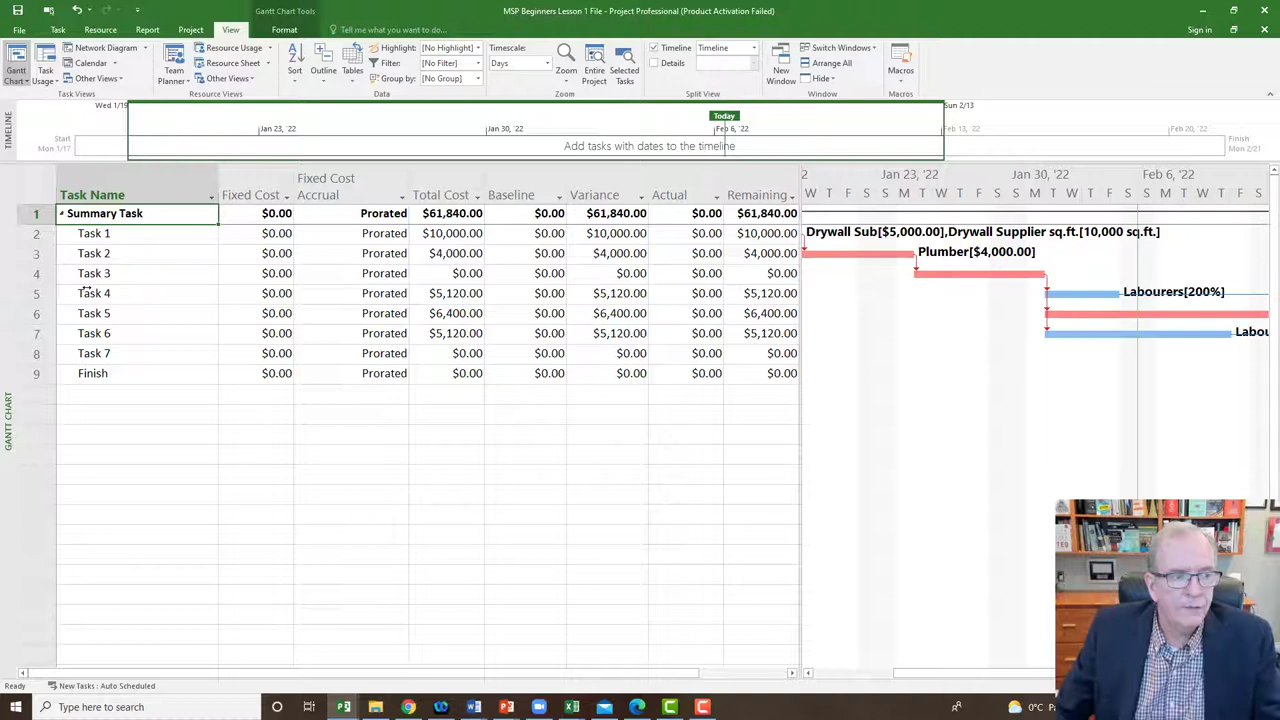 Gantt Chart Tools
MSP Beginners Lesson 1 File - Project Professional (Product Activation Failed)
File Task Resource Report Project View Format Tell me what you want to do... Sign in
Gantt Chart
Task Usage
Network Diagram
Calendar
Other Views
Task Views
Team Planner
Resource Usage
Resource Sheet
Other Views
Resource Views
Sort
Outline
Tables
Highlight: [No Highlight]
Filter: [No Filter]
Group by: [No Group]
Data
Timescale:
Days
Zoom
Entire Project
Selected Tasks
Zoom
Timeline Timeline
Details
Split View
New Window
Switch Windows
Arrange All
Hide
Window
Macros
Macros
TIMELINE
Wed 1/19 Sun 2/13
Today
Jan 23, '22 Jan 30, '22 Feb 6, '22 Feb 13, '22 Feb 20, '22
Start
Mon 1/17
Add tasks with dates to the timeline
Finish
Mon 2/21
Task Name Fixed Cost Fixed Cost Accrual Total Cost Baseline Variance Actual Remaining
1 Summary Task $0.00 Prorated $61,840.00 $0.00 $61,840.00 $0.00 $61,840.00
2 Task 1 $0.00 Prorated $10,000.00 $0.00 $10,000.00 $0.00 $10,000.00
3 Task 2 $0.00 Prorated $4,000.00 $0.00 $4,000.00 $0.00 $4,000.00
4 Task 3 $0.00 Prorated $0.00 $0.00 $0.00 $0.00 $0.00
5 Task 4 $0.00 Prorated $5,120.00 $0.00 $5,120.00 $0.00 $5,120.00
6 Task 5 $0.00 Prorated $6,400.00 $0.00 $6,400.00 $0.00 $6,400.00
7 Task 6 $0.00 Prorated $5,120.00 $0.00 $5,120.00 $0.00 $5,120.00
8 Task 7 $0.00 Prorated $0.00 $0.00 $0.00 $0.00 $0.00
9 Finish $0.00 Prorated $0.00 $0.00 $0.00 $0.00 $0.00
2 Jan 23, '22 Jan 30, '22 Feb 6, '22
W T F S S M T W T F S S M T W T F S S M T W T F S
Drywall Sub[$5,000.00],Drywall Supplier sq.ft.[10,000 sq.ft.]
Plumber[$4,000.00]
Labourers[200%]
Labou
GANTT CHART
Ready New Tasks : Auto Scheduled
Type here to search
0°C